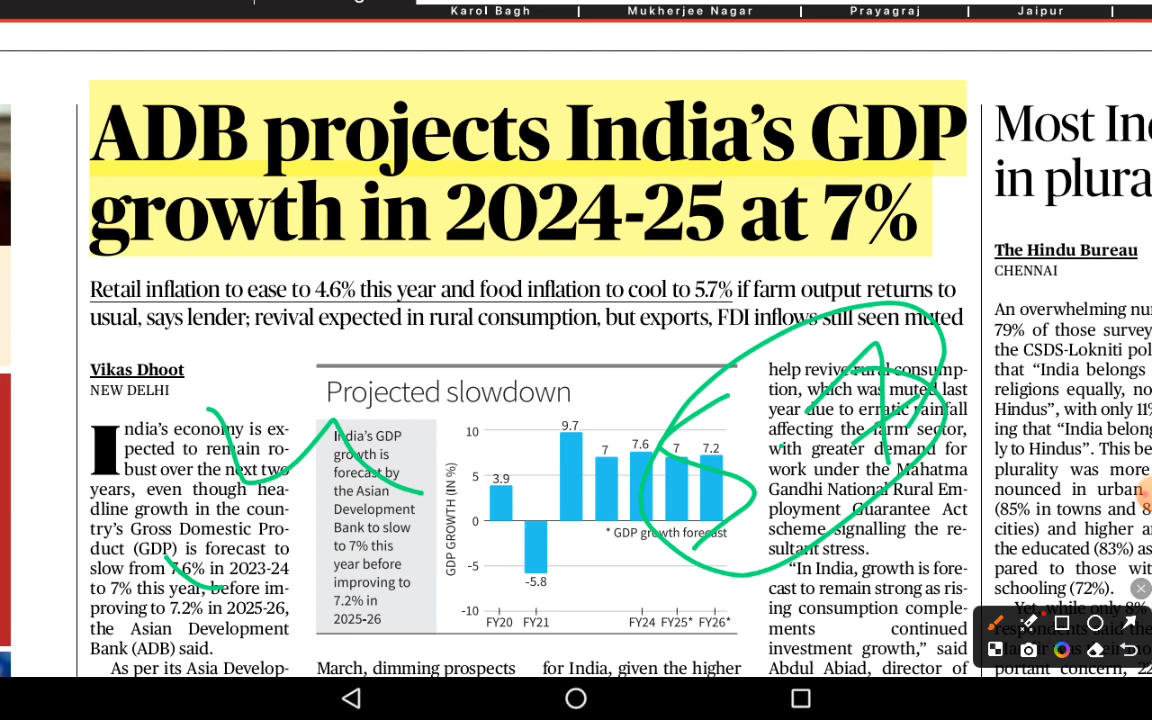 Karol Bagh | Mukherjee Nagar | Prayagraj | Jaipur |
ADB projects India's GDP
growth in 2024-25 at 7%
Retail inflation to ease to 4.6% this year and food inflation to cool to 5.7% if farm output returns to
usual, says lender; revival expected in rural consumption, but exports, FDI inflows still seen muted
Vikas Dhoot
NEW DELHI
India's economy is ex-
pected to remain ro-
bust over the next two
years, even though hea-
dline growth in the coun-
try's Gross Domestic Pro-
duct (GDP) is forecast to
slow from 7.6% in 2023-24
to 7% this year, before im-
proving to 7.2% in 2025-26,
the Asian Development
Bank (ADB) said.
As per its Asia Develop-
Projected slowdown
India's GDP
growth is
forecast by
the Asian
Development
Bank to slow
to 7% this
year before
improving to
7.2% in
2025-26
GDP GROWTH (IN %)
10
5
0
-5
-10
3.9
-5.8
9.7
7
7.6
7
7.2
* GDP growth forecast
FY20 FY21 FY24 FY25* FY26*
March, dimming prospects
for India, given the higher
help revive rural consump-
tion, which was muted last
year due to erratic rainfall
affecting the farm sector,
with greater demand for
work under the Mahatma
Gandhi National Rural Em-
ployment Guarantee Act
scheme signalling the re-
sultant stress.
"In India, growth is fore-
cast to remain strong as ris-
ing consumption comple-
ments continued
investment growth," said
Abdul Abiad, director of
Most In
in plura
The Hindu Bureau
CHENNAI
An overwhelming nu
79% of those survey
the CSDS-Lokniti pol
that "India belongs
religions equally, no
Hindus", with only 11%
ing that "India belong
ly to Hindus". This be
plurality was more
nounced in urban
(85% in towns and 8
cities) and higher a
the educated (83%) as
pared to those wit
schooling (72%).
Yet, while only 8%
respondents said the
portant concern, 22